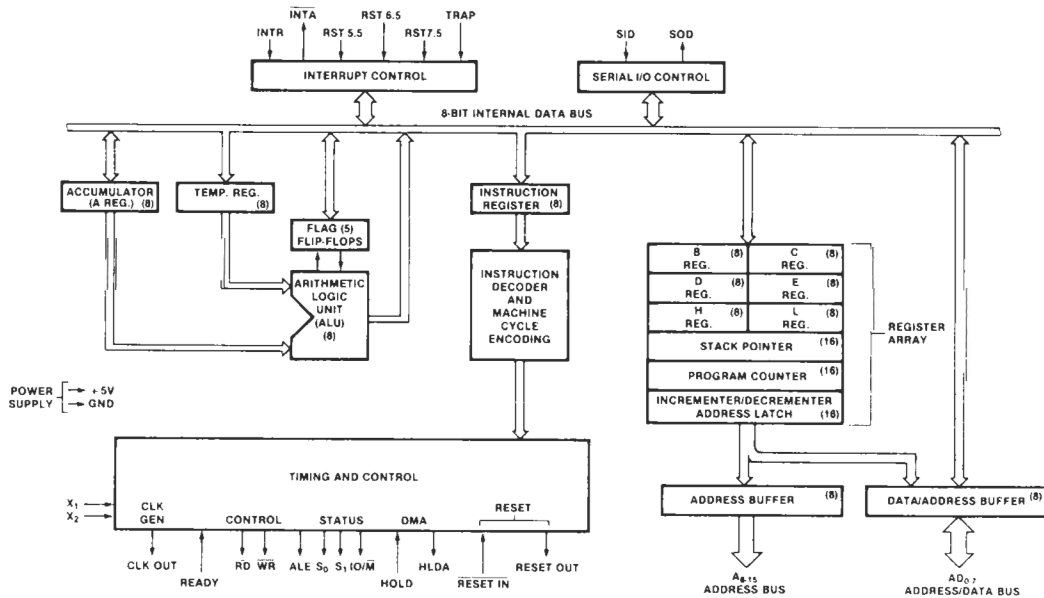 INTR
INTA
RST 5.5
RST 6.5
RST7.5
TRAP
INTERRUPT CONTROL
SID
SOD
SERIAL I/O CONTROL
8-BIT INTERNAL DATA BUS
ACCUMULATOR
(A REG.) (8)
TEMP. REG.
(8)
FLAG (5)
FLIP-FLOPS
ARITHMETIC
LOGIC
UNIT
(ALU)
(8)
INSTRUCTION
REGISTER (8)
INSTRUCTION
DECODER
AND
MACHINE
CYCLE
ENCODING
B (8)
REG.
C (8)
REG.
D (8)
REG.
E (8)
REG.
H (8)
REG.
L (8)
REG.
STACK POINTER (16)
PROGRAM COUNTER (16)
INCREMENTER/DECREMENTER
ADDRESS LATCH (16)
REGISTER
ARRAY
POWER
SUPPLY
+5V
GND
TIMING AND CONTROL
X1
X2
CLK
GEN
CONTROL
STATUS
DMA
RESET
CLK OUT
READY
RD
WR
ALE
S0
S1
IO/M
HOLD
HLDA
RESET IN
RESET OUT
ADDRESS BUFFER (8)
DATA/ADDRESS BUFFER (8)
A8-15
ADDRESS BUS
AD0-7
ADDRESS/DATA BUS